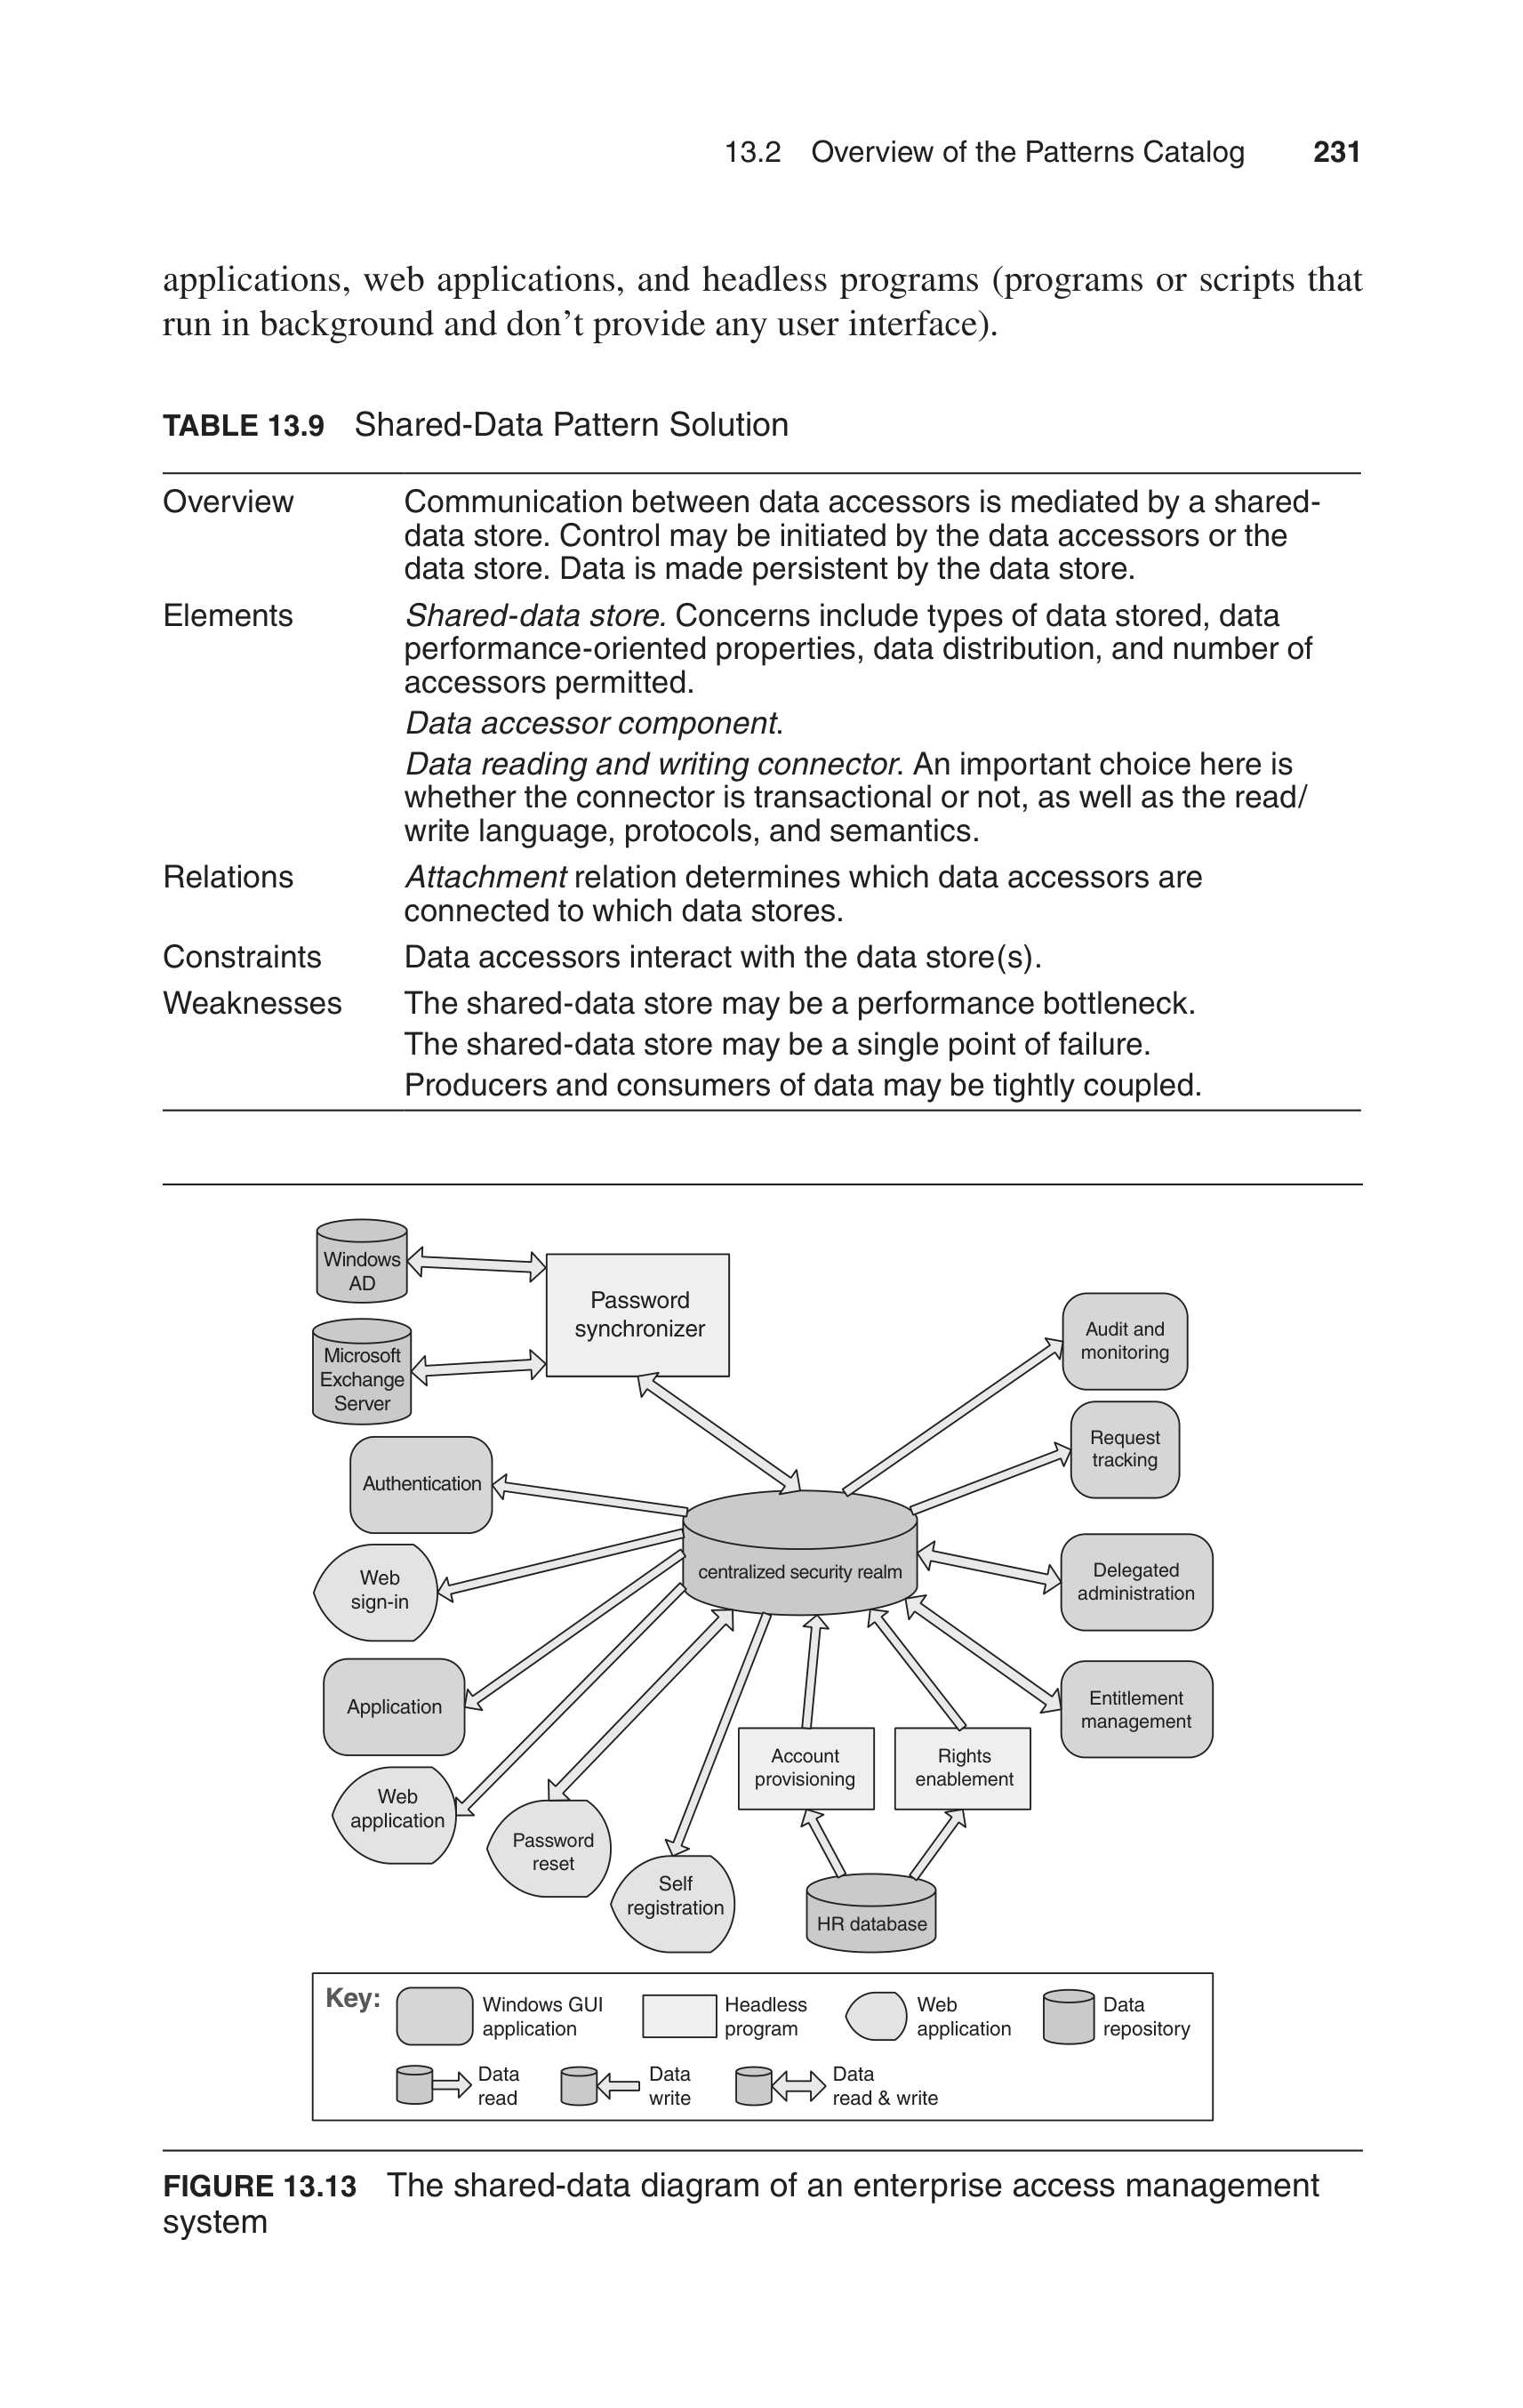 13.2 Overview of the Patterns Catalog 231
applications, web applications, and headless programs (programs or scripts that
run in background and don’t provide any user interface).
TABLE 13.9 Shared-Data Pattern Solution
Overview Communication between data accessors is mediated by a shared-
data store. Control may be initiated by the data accessors or the
data store. Data is made persistent by the data store.
Elements Shared-data store. Concerns include types of data stored, data
performance-oriented properties, data distribution, and number of
accessors permitted.
Data accessor component.
Data reading and writing connector. An important choice here is
whether the connector is transactional or not, as well as the read/
write language, protocols, and semantics.
Relations Attachment relation determines which data accessors are
connected to which data stores.
Constraints Data accessors interact with the data store(s).
Weaknesses The shared-data store may be a performance bottleneck.
The shared-data store may be a single point of failure.
Producers and consumers of data may be tightly coupled.
Windows
AD
Password
synchronizer
Microsoft
Exchange
Server
Audit and
monitoring
Request
tracking
Authentication
centralized security realm
Web
sign-in
Delegated
administration
Application
Entitlement
management
Account
provisioning
Rights
enablement
Web
application
Password
reset
Self
registration
HR database
Key:
Windows GUI
application
Headless
program
Web
application
Data
repository
Data
read
Data
write
Data
read & write
FIGURE 13.13 The shared-data diagram of an enterprise access management
system